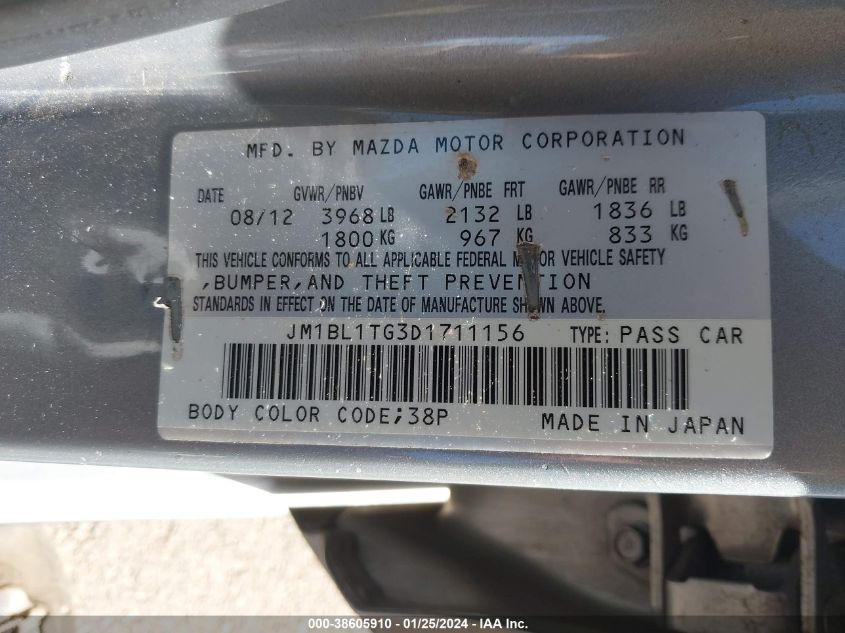 MFD. BY MAZDA MOTOR CORPORATION
DATE GVWR/PNBV GAWR/PNBE FRT GAWR/PNBE RR
08/12 3968 LB 2132 LB 1836 LB
1800 KG 967 KG 833 KG
THIS VEHICLE CONFORMS TO ALL APPLICABLE FEDERAL MOTOR VEHICLE SAFETY
,BUMPER,AND THEFT PREVENTION
STANDARDS IN EFFECT ON THE DATE OF MANUFACTURE SHOWN ABOVE.
JM1BL1TG3D1711156 TYPE: PASS CAR
BODY COLOR CODE;38P MADE IN JAPAN
000-38605910 - 01/25/2024 - IAA Inc.